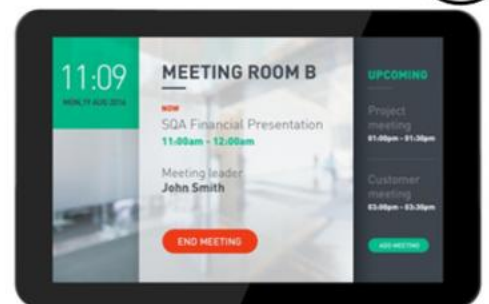 11:09
MON, 19 AUG 2016
MEETING ROOM B
NOW
SQA Financial Presentation
11:00am - 12:00am
Meeting leader
John Smith
END MEETING
UPCOMING
Project
meeting
01:00pm - 01:30pm
Customer
meeting
03:00pm - 03:30pm
ADD MEETING